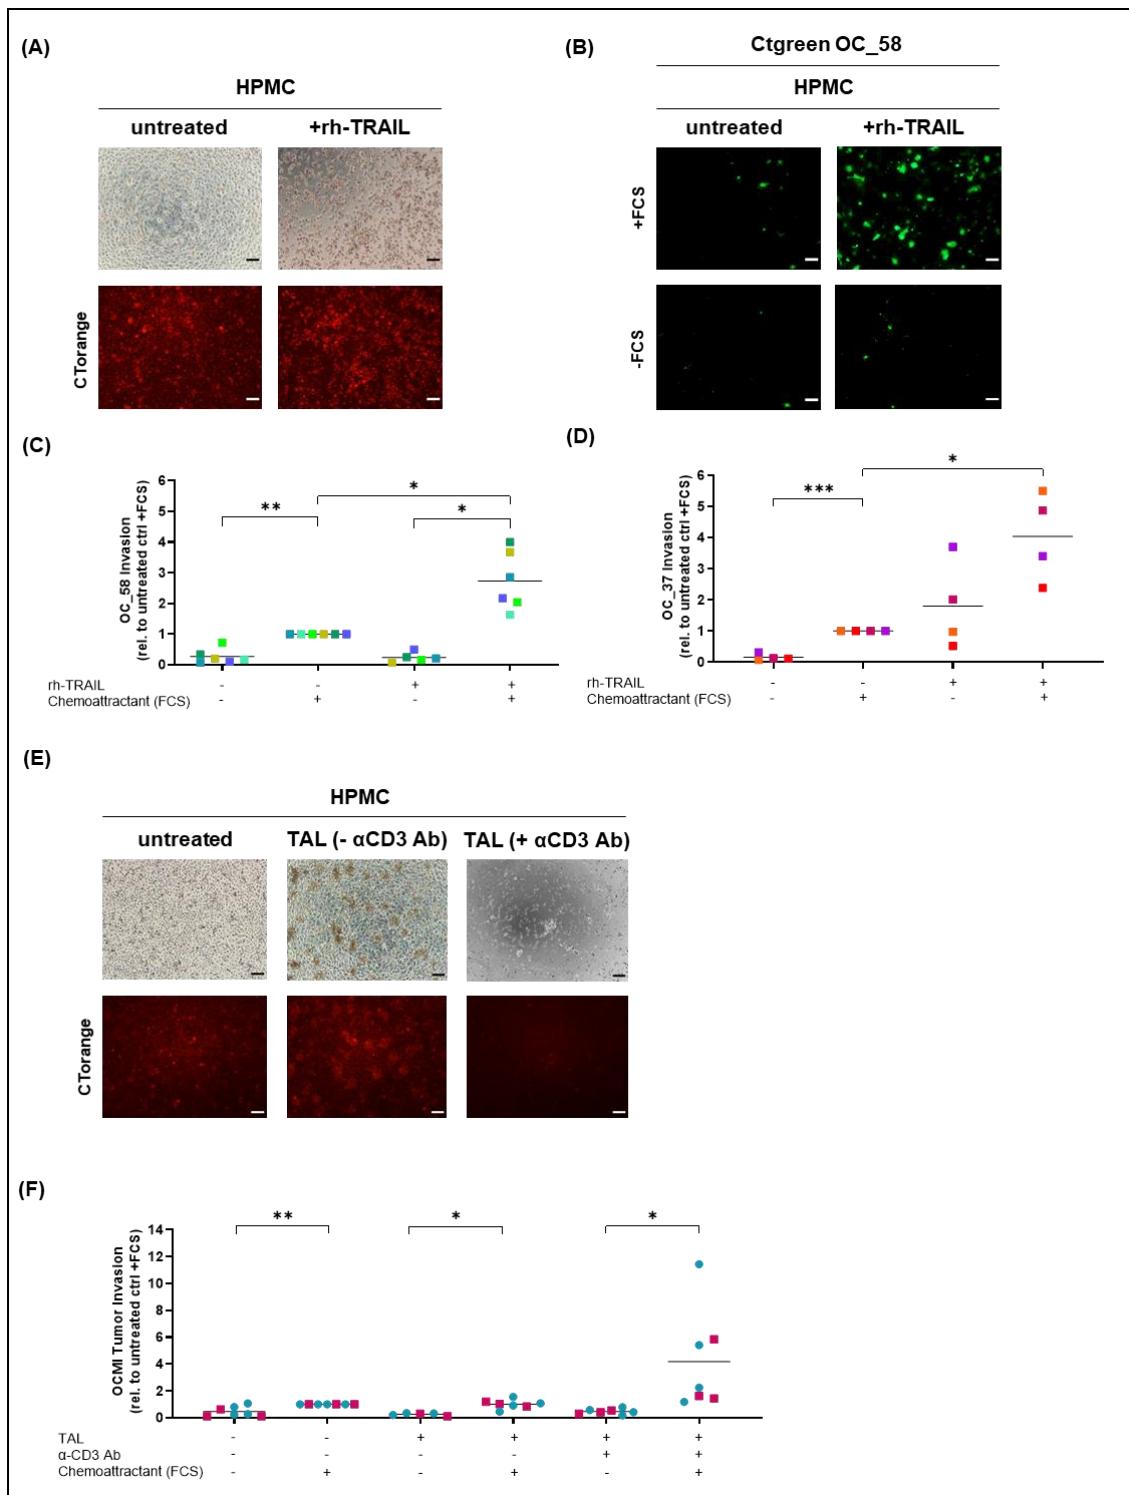 (A)
HPMC
untreated +rh-TRAIL
CTorange
(B)
Ctgreen OC_58
HPMC
untreated +rh-TRAIL
+FCS
-FCS
(C)
OC_58 Invasion
(rel. to untreated ctrl +FCS)
6
5
4
3
2
1
0
** * *
rh-TRAIL - - + +
Chemoattractant (FCS) - + - +
(D)
OC_37 Invasion
(rel. to untreated ctrl +FCS)
6
5
4
3
2
1
0
*** *
rh-TRAIL - - + +
Chemoattractant (FCS) - + - +
(E)
HPMC
untreated TAL (- αCD3 Ab) TAL (+ αCD3 Ab)
CTorange
(F)
OCMI Tumor Invasion
(rel. to untreated ctrl +FCS)
14
12
10
8
6
4
2
0
** * *
TAL - - + + + +
α-CD3 Ab - - - - + +
Chemoattractant (FCS) - + - + - +